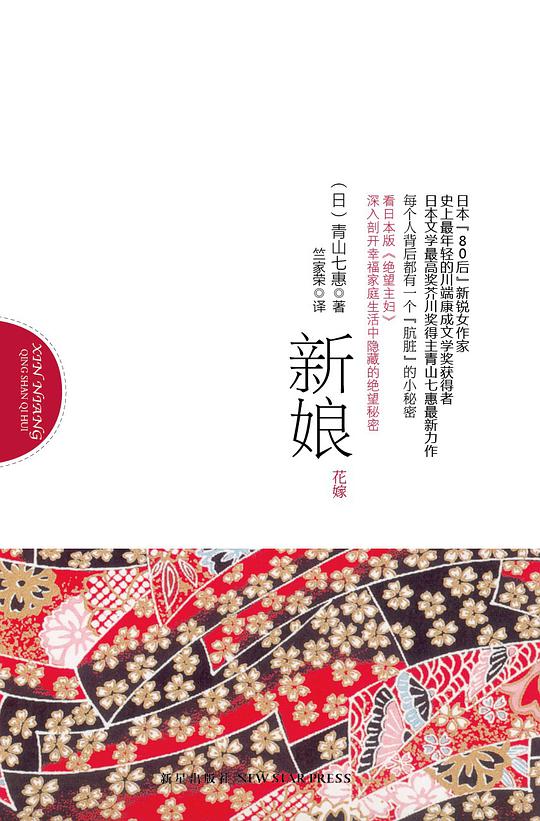 日本『80后』新锐女作家
史上最年轻的川端康成文学奖获得者
日本文学最高奖芥川奖得主青山七惠最新力作
每个人背后都有一个『肮脏』的小秘密
看日本版《绝望主妇》
深入剖开幸福家庭生活中隐藏的绝望秘密
（日）青山七惠◎著
竺家荣◎译
新娘
花嫁
XIN NIANG
QING SHAN QI HUI
新星出版社 NEW STAR PRESS